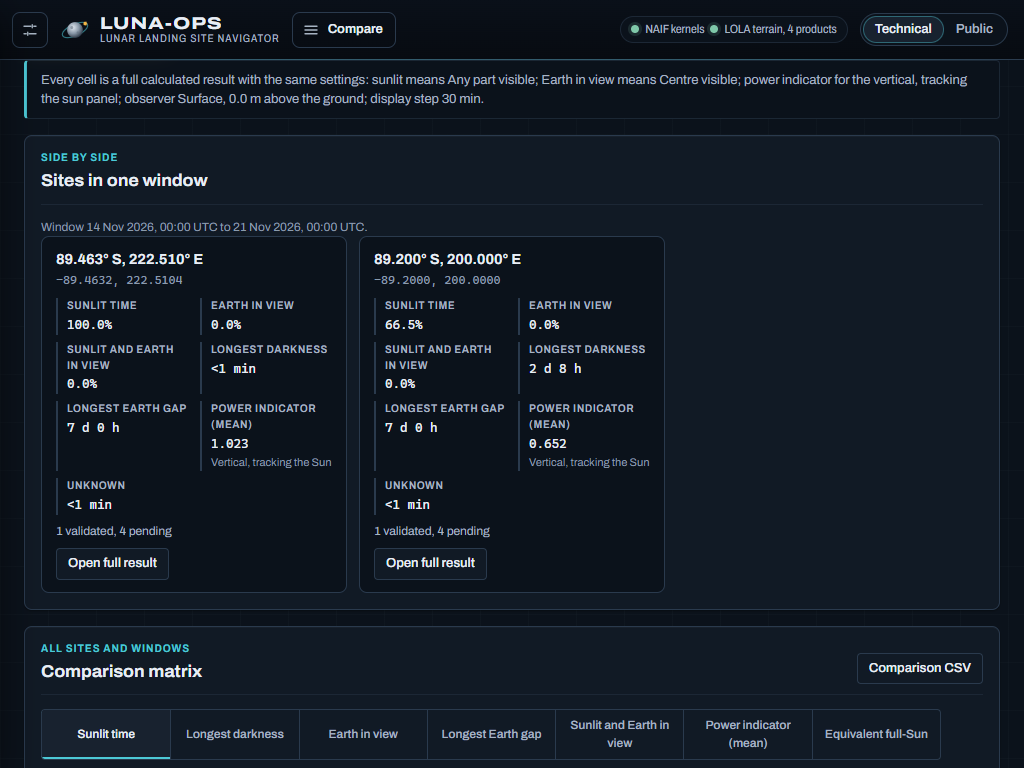 LUNA-OPS
LUNAR LANDING SITE NAVIGATOR
Compare
NAIF kernels
LOLA terrain, 4 products
Technical
Public
Every cell is a full calculated result with the same settings: sunlit means Any part visible; Earth in view means Centre visible; power indicator for the vertical, tracking
the sun panel; observer Surface, 0.0 m above the ground; display step 30 min.
SIDE BY SIDE
Sites in one window
Window 14 Nov 2026, 00:00 UTC to 21 Nov 2026, 00:00 UTC.
89.463° S, 222.510° E
−89.4632, 222.5104
SUNLIT TIME
100.0%
EARTH IN VIEW
0.0%
SUNLIT AND EARTH
IN VIEW
0.0%
LONGEST DARKNESS
<1 min
LONGEST EARTH GAP
7 d 0 h
POWER INDICATOR
(MEAN)
1.023
Vertical, tracking the Sun
UNKNOWN
<1 min
1 validated, 4 pending
Open full result
89.200° S, 200.000° E
−89.2000, 200.0000
SUNLIT TIME
66.5%
EARTH IN VIEW
0.0%
SUNLIT AND EARTH
IN VIEW
0.0%
LONGEST DARKNESS
2 d 8 h
LONGEST EARTH GAP
7 d 0 h
POWER INDICATOR
(MEAN)
0.652
Vertical, tracking the Sun
UNKNOWN
<1 min
1 validated, 4 pending
Open full result
ALL SITES AND WINDOWS
Comparison matrix
Comparison CSV
Sunlit time
Longest darkness
Earth in view
Longest Earth gap
Sunlit and Earth in
view
Power indicator
(mean)
Equivalent full-Sun